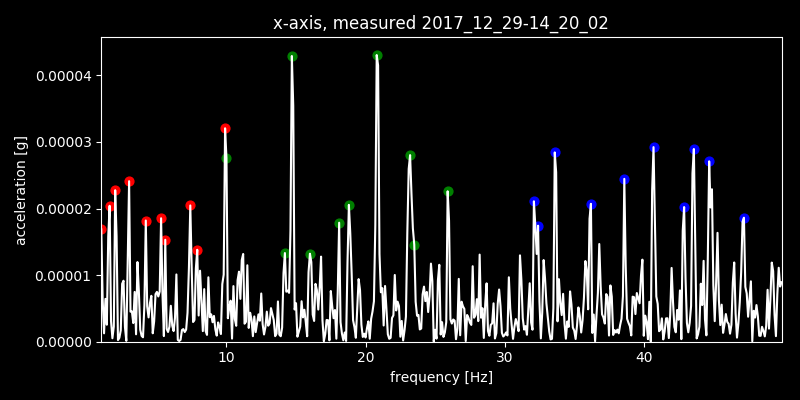 x-axis, measured 2017_12_29-14_20_02
acceleration [g]
0.00004
0.00003
0.00002
0.00001
0.00000
10 20 30 40
frequency [Hz]